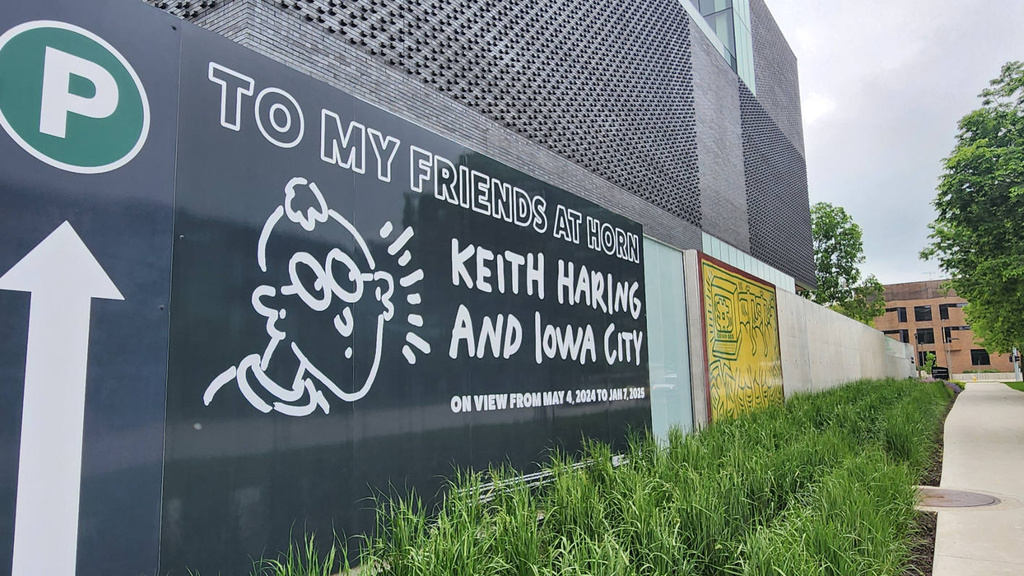 P
TO MY FRIENDS AT HORN
KEITH HARING
AND IOWA CITY
ON VIEW FROM MAY 4, 2024 TO JAN 7, 2025